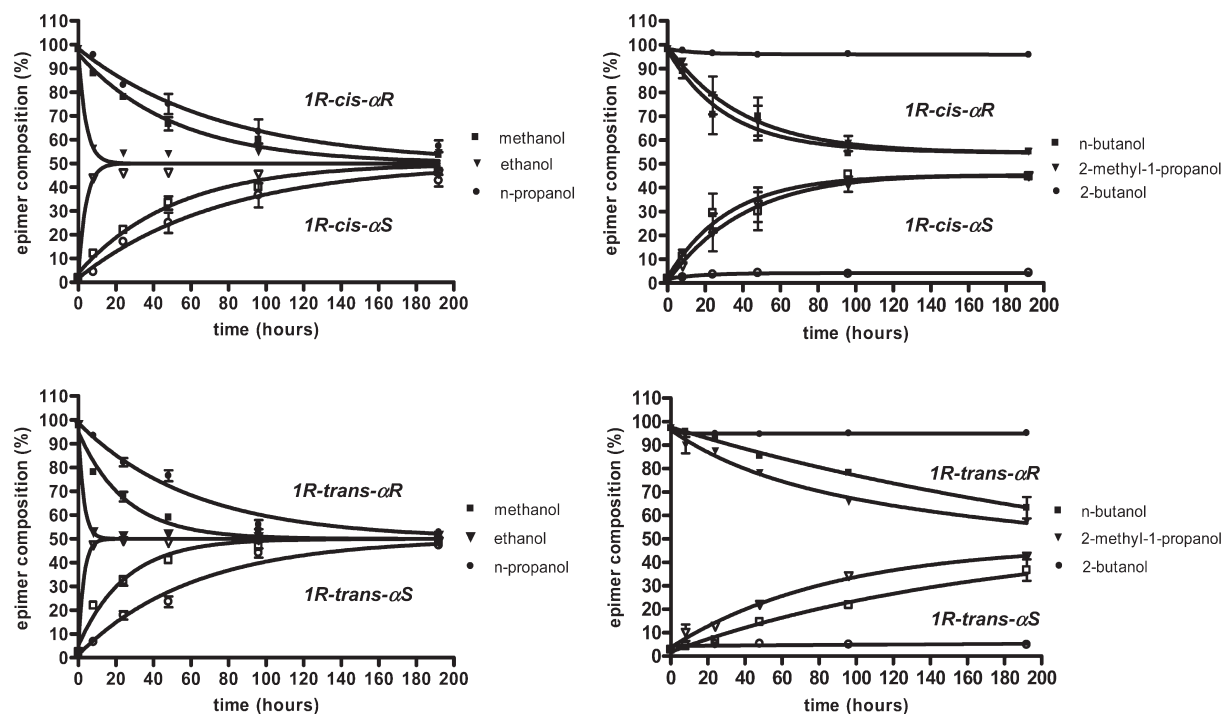 110
100
90
80
70
60
50
40
30
20
10
0
epimer composition (%)
1R-cis-αR
1R-cis-αS
methanol
ethanol
n-propanol
0 20 40 60 80 100 120 140 160 180 200
time (hours)
110
100
90
80
70
60
50
40
30
20
10
0
epimer composition (%)
1R-cis-αR
1R-cis-αS
n-butanol
2-methyl-1-propanol
2-butanol
0 20 40 60 80 100 120 140 160 180 200
time (hours)
110
100
90
80
70
60
50
40
30
20
10
0
epimer composition (%)
1R-trans-αR
1R-trans-αS
methanol
ethanol
n-propanol
0 20 40 60 80 100 120 140 160 180 200
time (hours)
110
100
90
80
70
60
50
40
30
20
10
0
epimer composition (%)
1R-trans-αR
1R-trans-αS
n-butanol
2-methyl-1-propanol
2-butanol
0 20 40 60 80 100 120 140 160 180 200
time (hours)